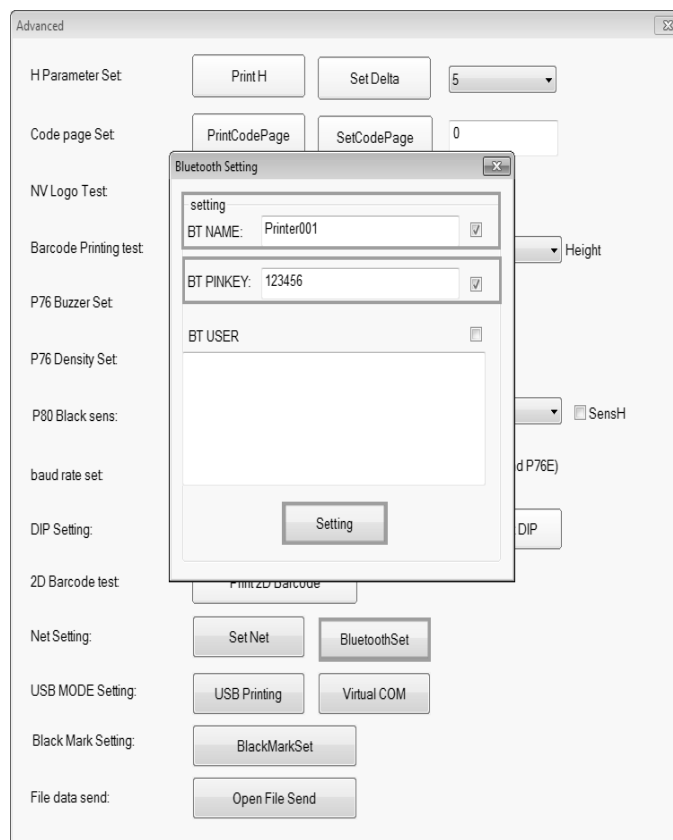 Advanced
H Parameter Set: Print H Set Delta 5
Code page Set: PrintCodePage SetCodePage 0
Bluetooth Setting
NV Logo Test:
setting
BT NAME: Printer001
Barcode Printing test: Height
BT PINKEY: 123456
P76 Buzzer Set:
BT USER
P76 Density Set:
P80 Black sens: SensH
baud rate set: d P76E)
DIP Setting: Setting DIP
2D Barcode test: Print 2D Barcode
Net Setting: Set Net BluetoothSet
USB MODE Setting: USB Printing Virtual COM
Black Mark Setting: BlackMarkSet
File data send: Open File Send